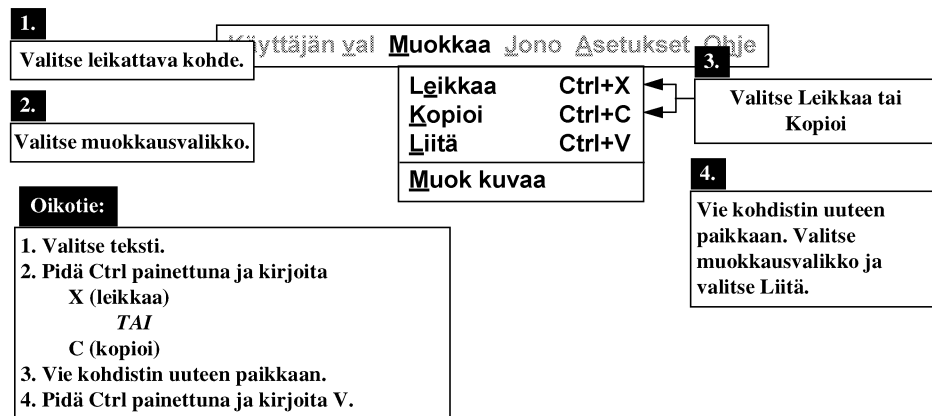 1.
Valitse leikattava kohde.
Käyttäjän val Muokkaa Jono Asetukset Ohje
2.
Valitse muokkausvalikko.
Leikkaa Ctrl+X
Kopioi Ctrl+C
Liitä Ctrl+V
Muok kuvaa
3.
Valitse Leikkaa tai
Kopioi
4.
Vie kohdistin uuteen
paikkaan. Valitse
muokkausvalikko ja
valitse Liitä.
Oikotie:
1. Valitse teksti.
2. Pidä Ctrl painettuna ja kirjoita
X (leikkaa)
TAI
C (kopioi)
3. Vie kohdistin uuteen paikkaan.
4. Pidä Ctrl painettuna ja kirjoita V.